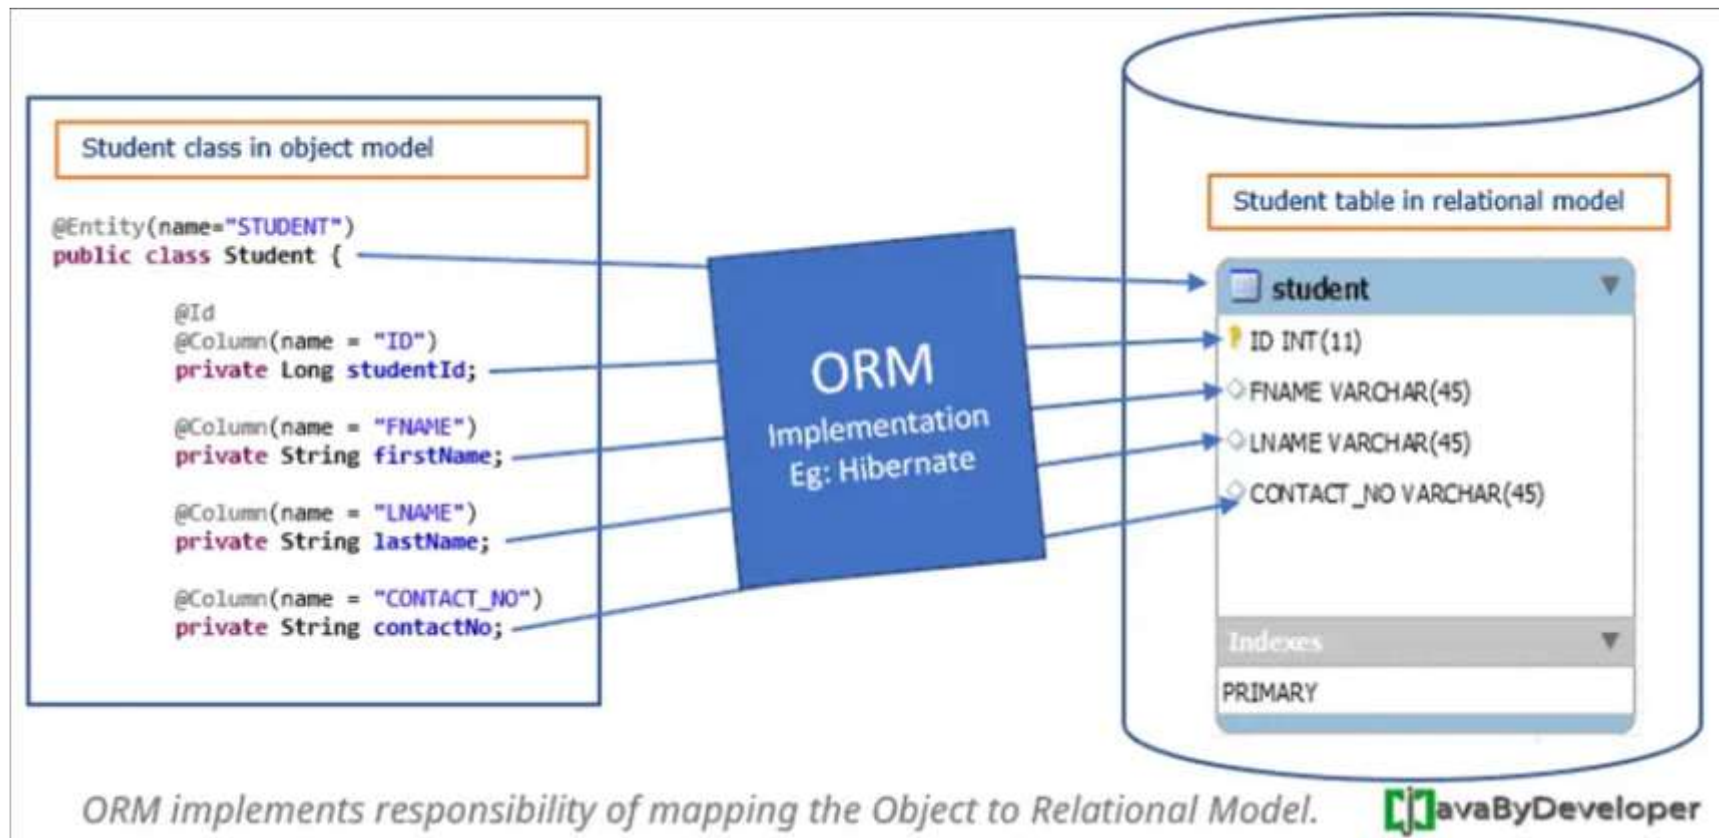 Student class in object model
@Entity(name="STUDENT")
public class Student {
@Id
@Column(name = "ID")
private Long studentId;
@Column(name = "FNAME")
private String firstName;
@Column(name = "LNAME")
private String lastName;
@Column(name = "CONTACT_NO")
private String contactNo;
ORM
Implementation
Eg: Hibernate
Student table in relational model
student
ID INT(11)
FNAME VARCHAR(45)
LNAME VARCHAR(45)
CONTACT_NO VARCHAR(45)
Indexes
PRIMARY
ORM implements responsibility of mapping the Object to Relational Model.
[j]avaByDeveloper